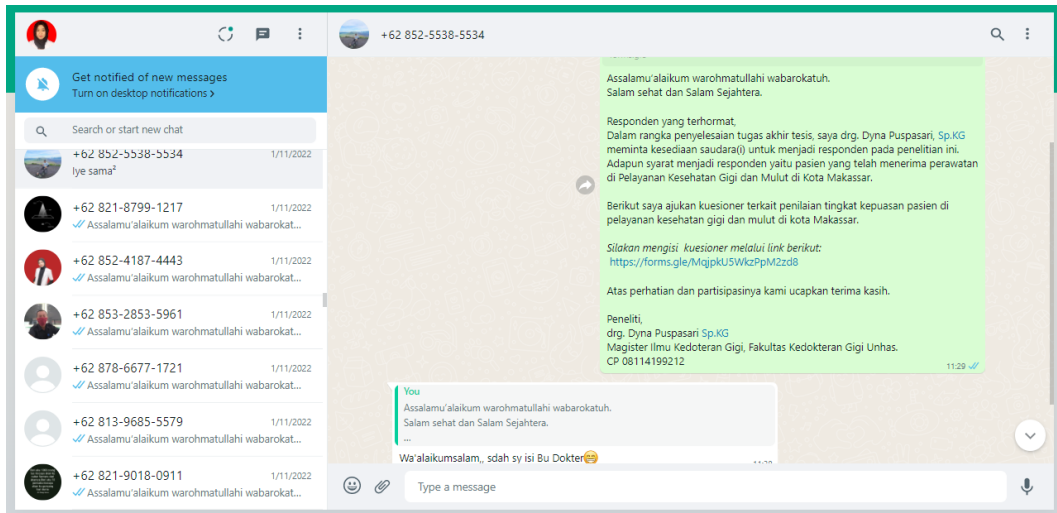 +62 852-5538-5534
Get notified of new messages
Turn on desktop notifications >
Search or start new chat
+62 852-5538-5534 1/11/2022
Iye sama²
+62 821-8799-1217 1/11/2022
Assalamu'alaikum warohmatullahi wabarokat...
+62 852-4187-4443 1/11/2022
Assalamu'alaikum warohmatullahi wabarokat...
+62 853-2853-5961 1/11/2022
Assalamu'alaikum warohmatullahi wabarokat...
+62 878-6677-1721 1/11/2022
Assalamu'alaikum warohmatullahi wabarokat...
+62 813-9685-5579 1/11/2022
Assalamu'alaikum warohmatullahi wabarokat...
+62 821-9018-0911 1/11/2022
Assalamu'alaikum warohmatullahi wabarokat...
Assalamu'alaikum warohmatullahi wabarokatuh.
Salam sehat dan Salam Sejahtera.
Responden yang terhormat,
Dalam rangka penyelesaian tugas akhir tesis, saya drg. Dyna Puspasari, Sp.KG
meminta kesediaan saudara(i) untuk menjadi responden pada penelitian ini.
Adapun syarat menjadi responden yaitu pasien yang telah menerima perawatan
di Pelayanan Kesehatan Gigi dan Mulut di Kota Makassar.
Berikut saya ajukan kuesioner terkait penilaian tingkat kepuasan pasien di
pelayanan kesehatan gigi dan mulut di kota Makassar.
Silakan mengisi kuesioner melalui link berikut:
https://forms.gle/MqjpkU5WkzPpM2zd8
Atas perhatian dan partisipasinya kami ucapkan terima kasih.
Peneliti,
drg. Dyna Puspasari Sp.KG
Magister Ilmu Kedoteran Gigi, Fakultas Kedokteran Gigi Unhas.
CP 08114199212
11:29
You
Assalamu'alaikum warohmatullahi wabarokatuh.
Salam sehat dan Salam Sejahtera.
...
Wa'alaikumsalam,, sdah sy isi Bu Dokter😁
Type a message